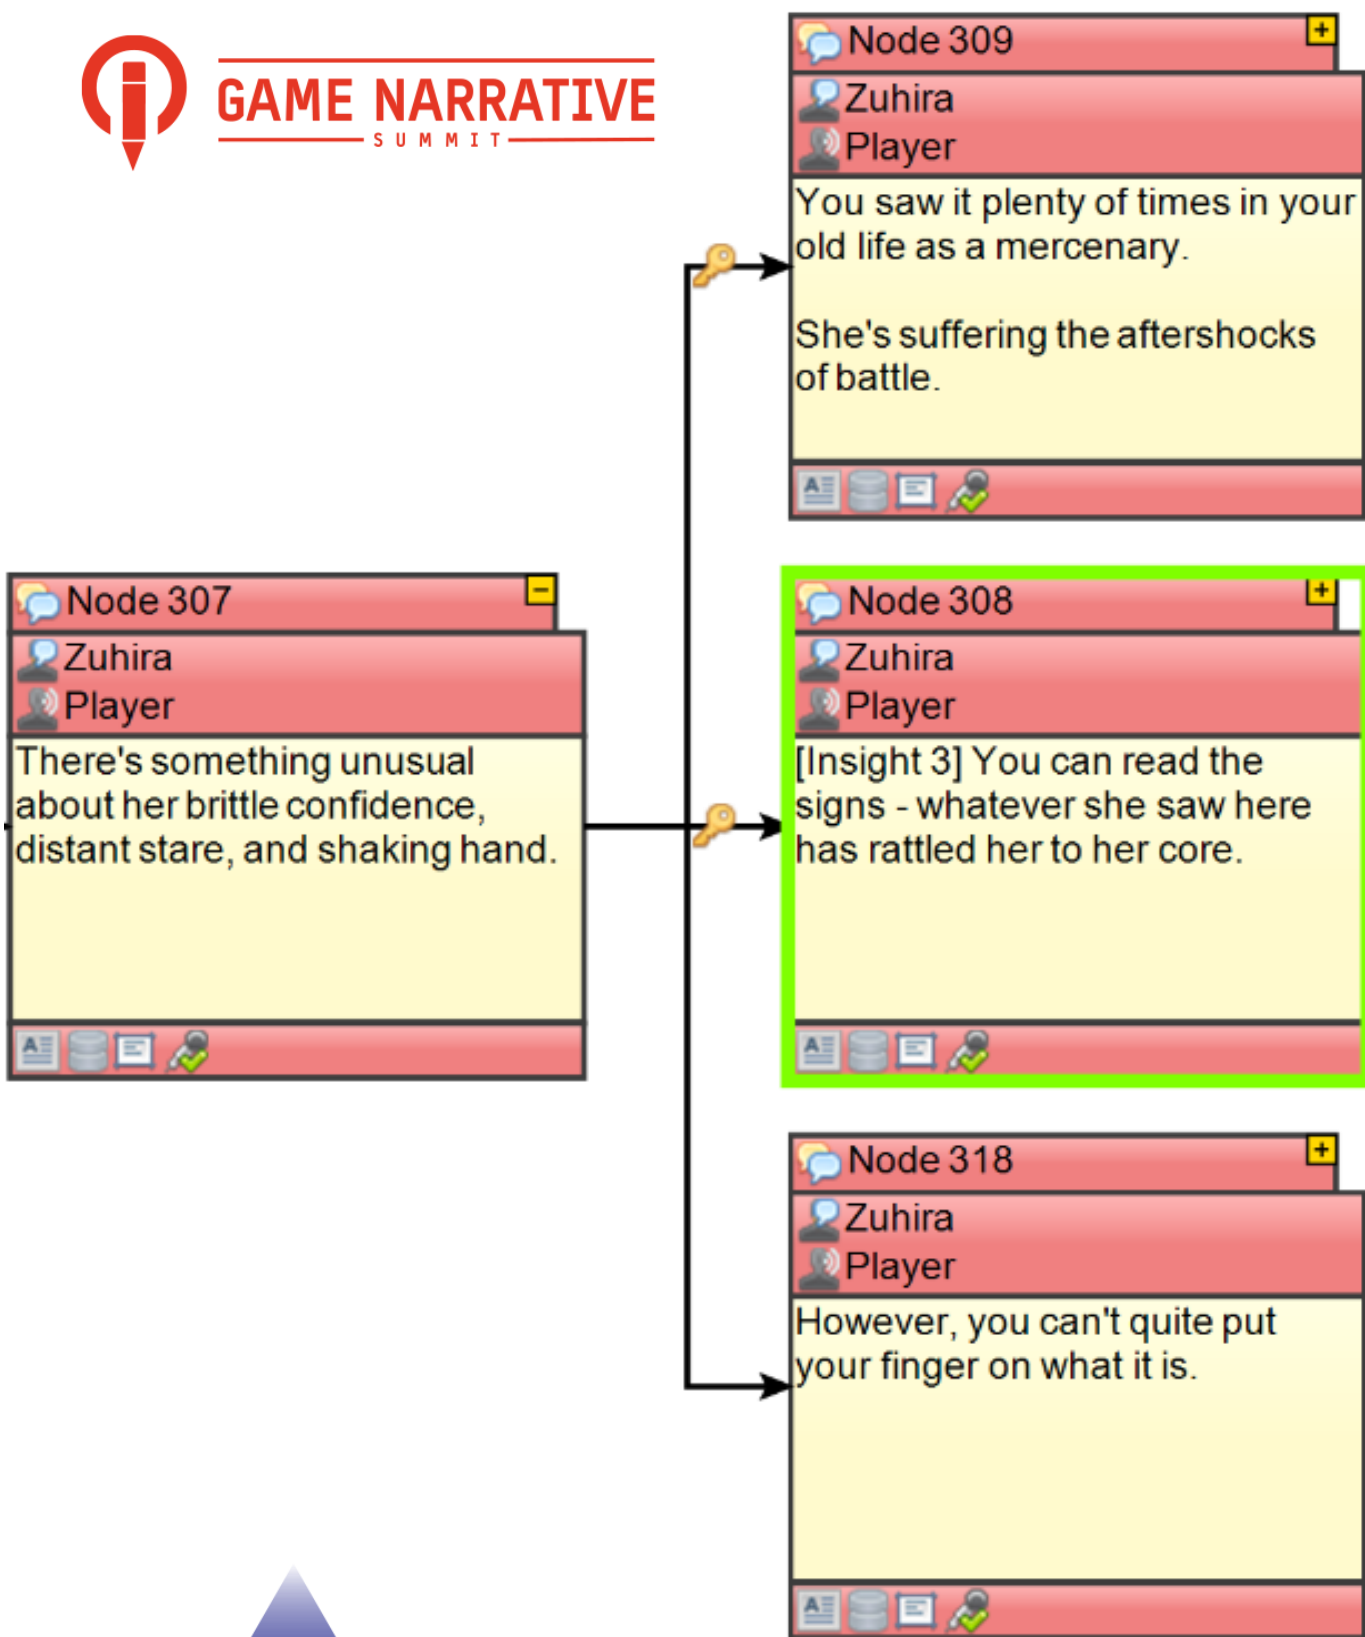 GAME NARRATIVE
SUMMIT
Node 309
Zuhira
Player
You saw it plenty of times in your
old life as a mercenary.
She's suffering the aftershocks
of battle.
Node 307
Zuhira
Player
There's something unusual
about her brittle confidence,
distant stare, and shaking hand.
Node 308
Zuhira
Player
[Insight 3] You can read the
signs - whatever she saw here
has rattled her to her core.
Node 318
Zuhira
Player
However, you can't quite put
your finger on what it is.